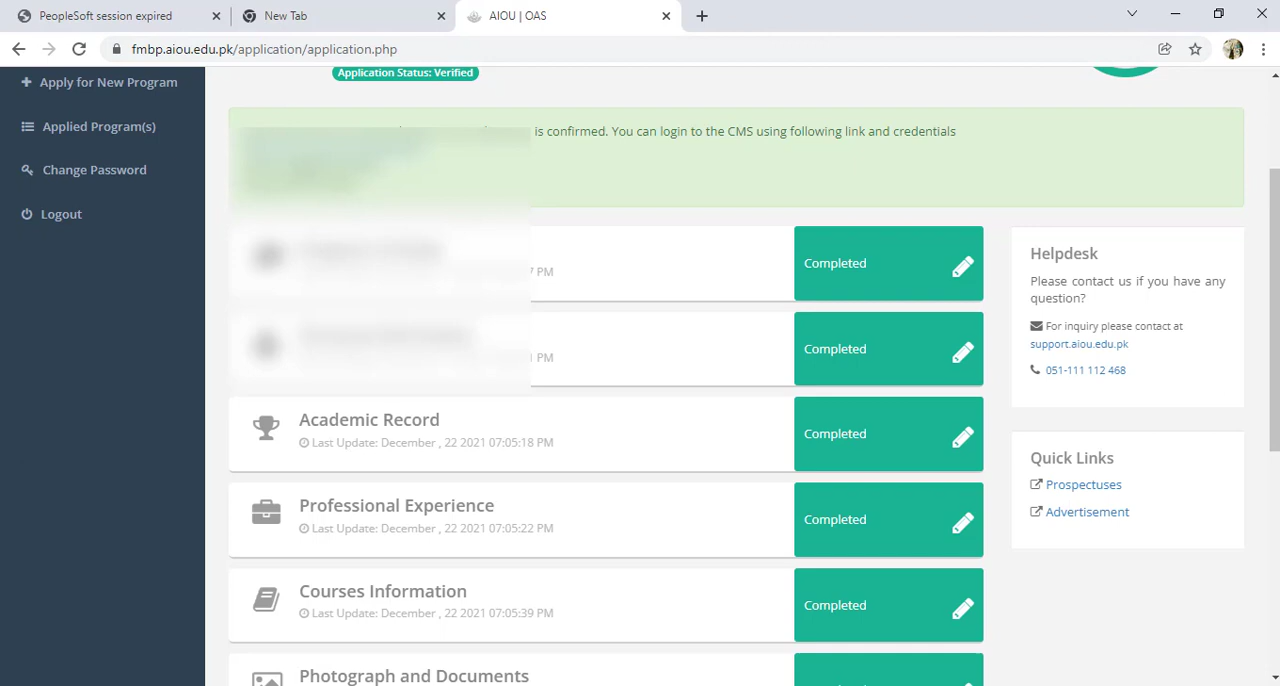 PeopleSoft session expired
New Tab
AIOU | OAS
fmbp.aiou.edu.pk/application/application.php
Apply for New Program
Applied Program(s)
Change Password
Logout
Application Status: Verified
is confirmed. You can login to the CMS using following link and credentials
7 PM
Completed
PM
Completed
Academic Record
Last Update: December , 22 2021 07:05:18 PM
Completed
Professional Experience
Last Update: December , 22 2021 07:05:22 PM
Completed
Courses Information
Last Update: December , 22 2021 07:05:39 PM
Completed
Photograph and Documents
Helpdesk
Please contact us if you have any
question?
For inquiry please contact at
support.aiou.edu.pk
051-111 112 468
Quick Links
Prospectuses
Advertisement